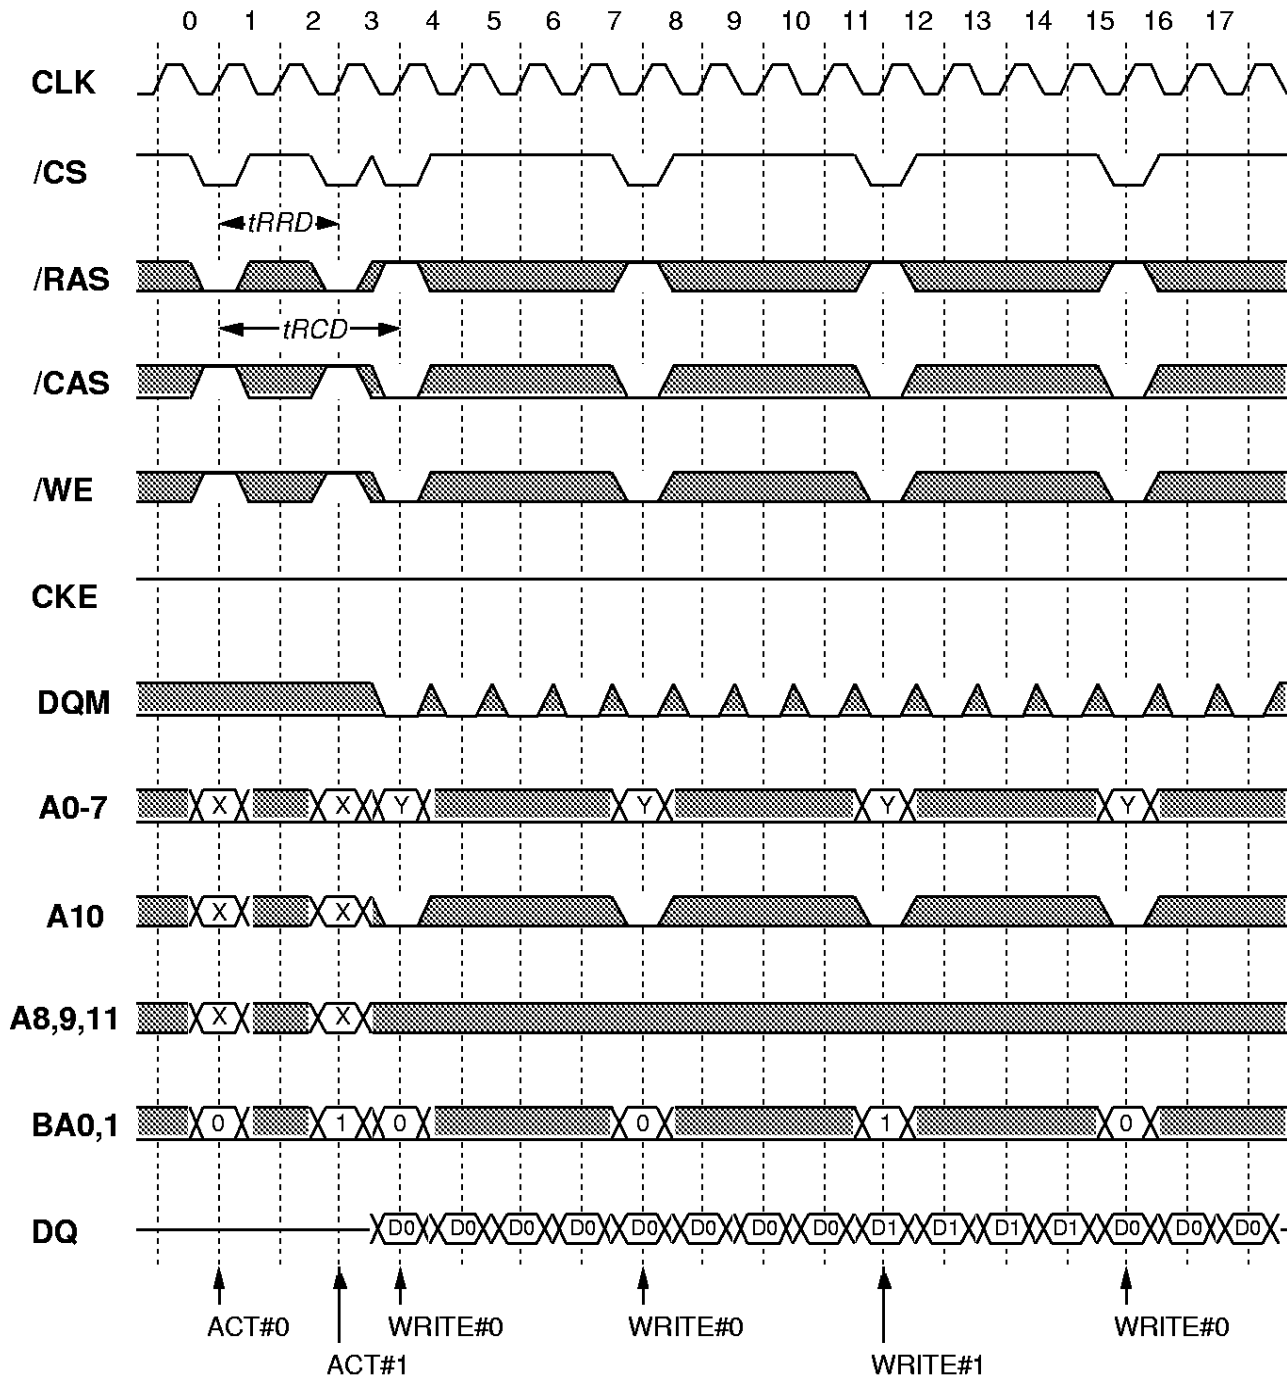 0 1 2 3 4 5 6 7 8 9 10 11 12 13 14 15 16 17
CLK
/CS
tRRD
/RAS
tRCD
/CAS
/WE
CKE
DQM
A0-7 X X Y Y Y Y
A10 X X
A8,9,11 X X
BA0,1 0 1 0 0 1 0
DQ D0 D0 D0 D0 D0 D0 D0 D0 D1 D1 D1 D1 D0 D0 D0
ACT#0 WRITE#0 WRITE#0 WRITE#0
ACT#1 WRITE#1